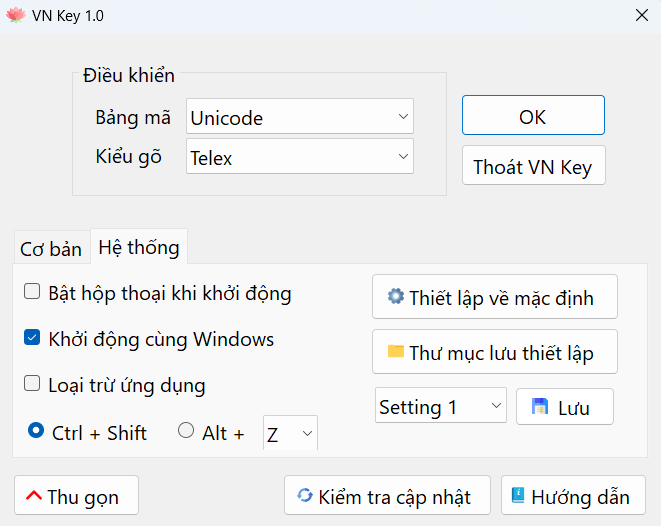 VN Key 1.0
Điều khiển
Bảng mã
Unicode
OK
Kiểu gõ
Telex
Thoát VN Key
Cơ bản
Hệ thống
Bật hộp thoại khi khởi động
Thiết lập về mặc định
Khởi động cùng Windows
Thư mục lưu thiết lập
Loại trừ ứng dụng
Setting 1
Lưu
Ctrl + Shift
Alt +
Z
Thu gọn
Kiểm tra cập nhật
Hướng dẫn